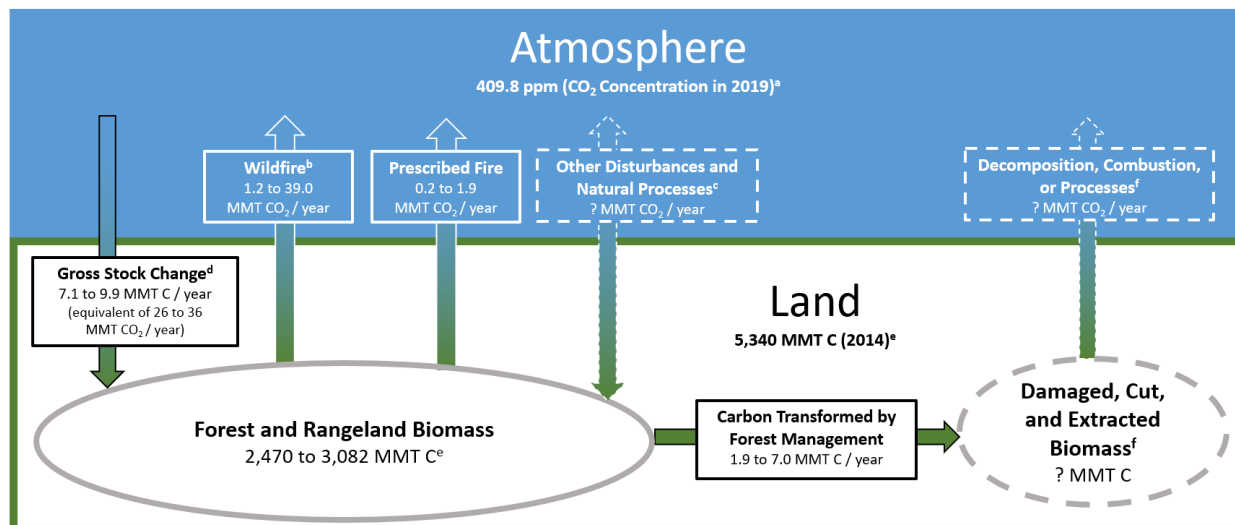 Atmosphere
409.8 ppm (CO₂ Concentration in 2019)ᵃ
Wildfireᵇ
1.2 to 39.0
MMT CO₂ / year
Prescribed Fire
0.2 to 1.9
MMT CO₂ / year
Other Disturbances and
Natural Processesᶜ
? MMT CO₂ / year
Decomposition, Combustion,
or Processesᶠ
? MMT CO₂ / year
Gross Stock Changeᵈ
7.1 to 9.9 MMT C / year
(equivalent of 26 to 36
MMT CO₂ / year)
Land
5,340 MMT C (2014)ᵉ
Forest and Rangeland Biomass
2,470 to 3,082 MMT Cᵉ
Carbon Transformed by
Forest Management
1.9 to 7.0 MMT C / year
Damaged, Cut,
and Extracted
Biomassᶠ
? MMT C